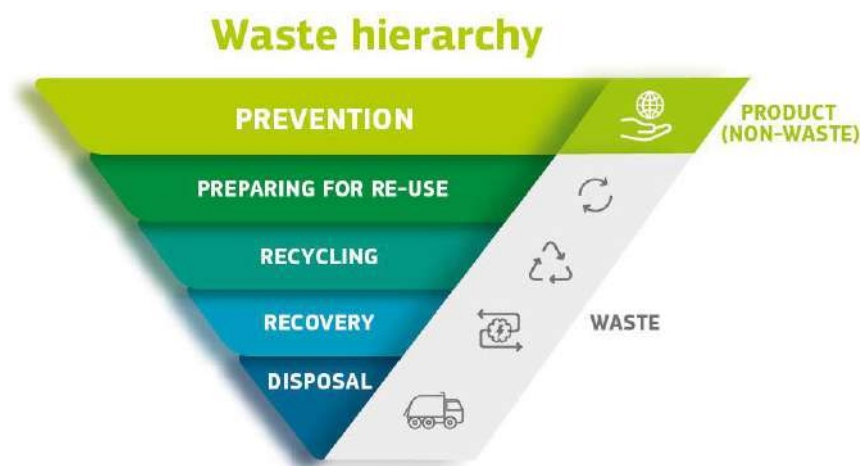 Waste hierarchy
PREVENTION
PRODUCT
(NON-WASTE)
PREPARING FOR RE-USE
RECYCLING
RECOVERY
WASTE
DISPOSAL